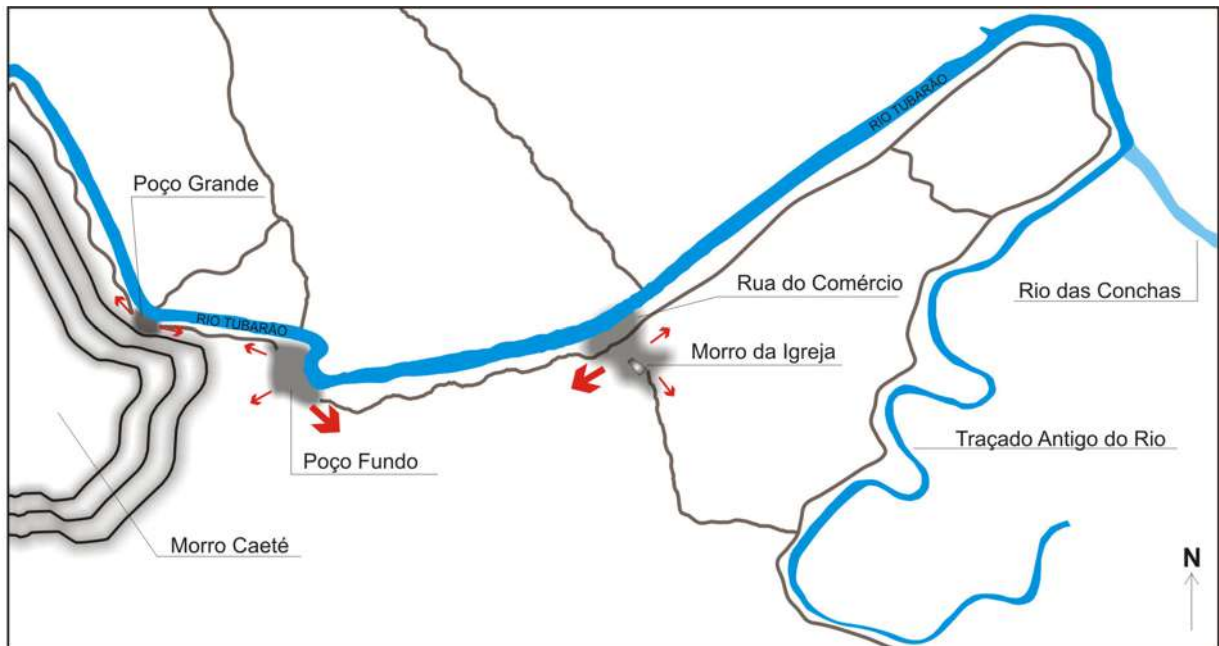 RIO TUBARÃO
Poço Grande
Rua do Comércio
Rio das Conchas
RIO TUBARÃO
Morro da Igreja
Traçado Antigo do Rio
Poço Fundo
Morro Caeté
N